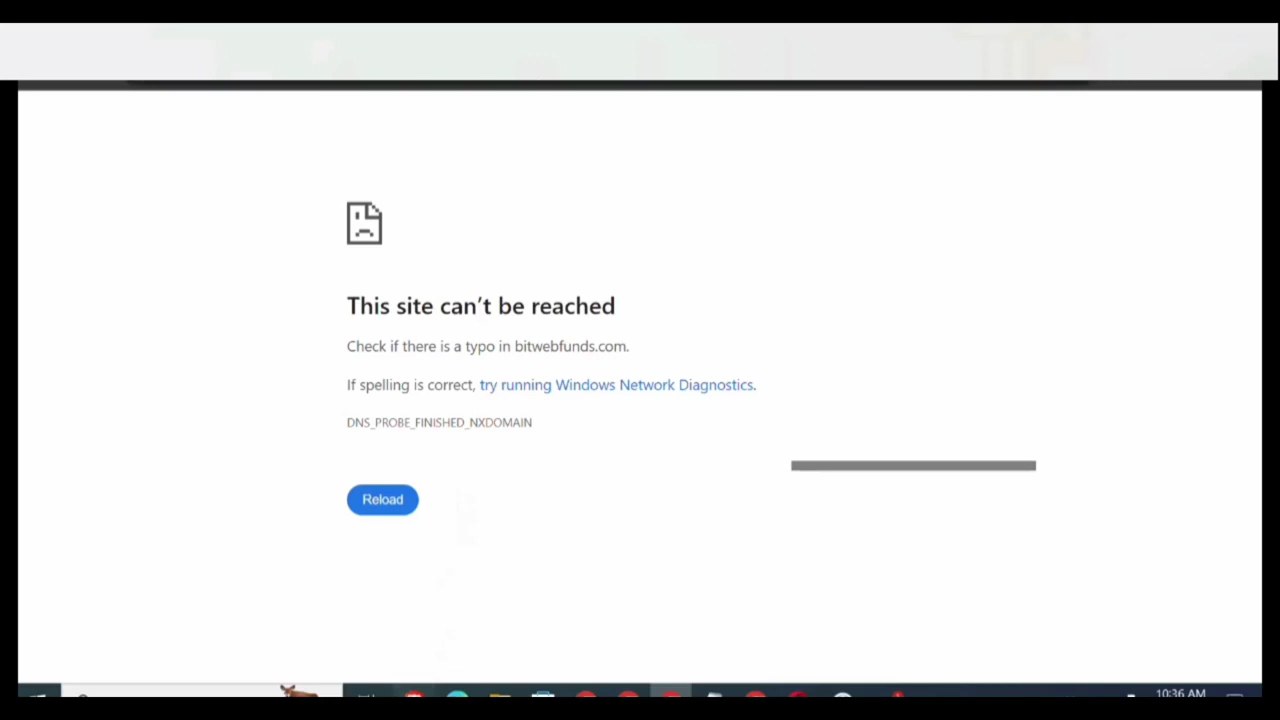 This site can't be reached
Check if there is a typo in bitwebfunds.com.
If spelling is correct, try running Windows Network Diagnostics.
DNS_PROBE_FINISHED_NXDOMAIN
Reload
10:36 AM